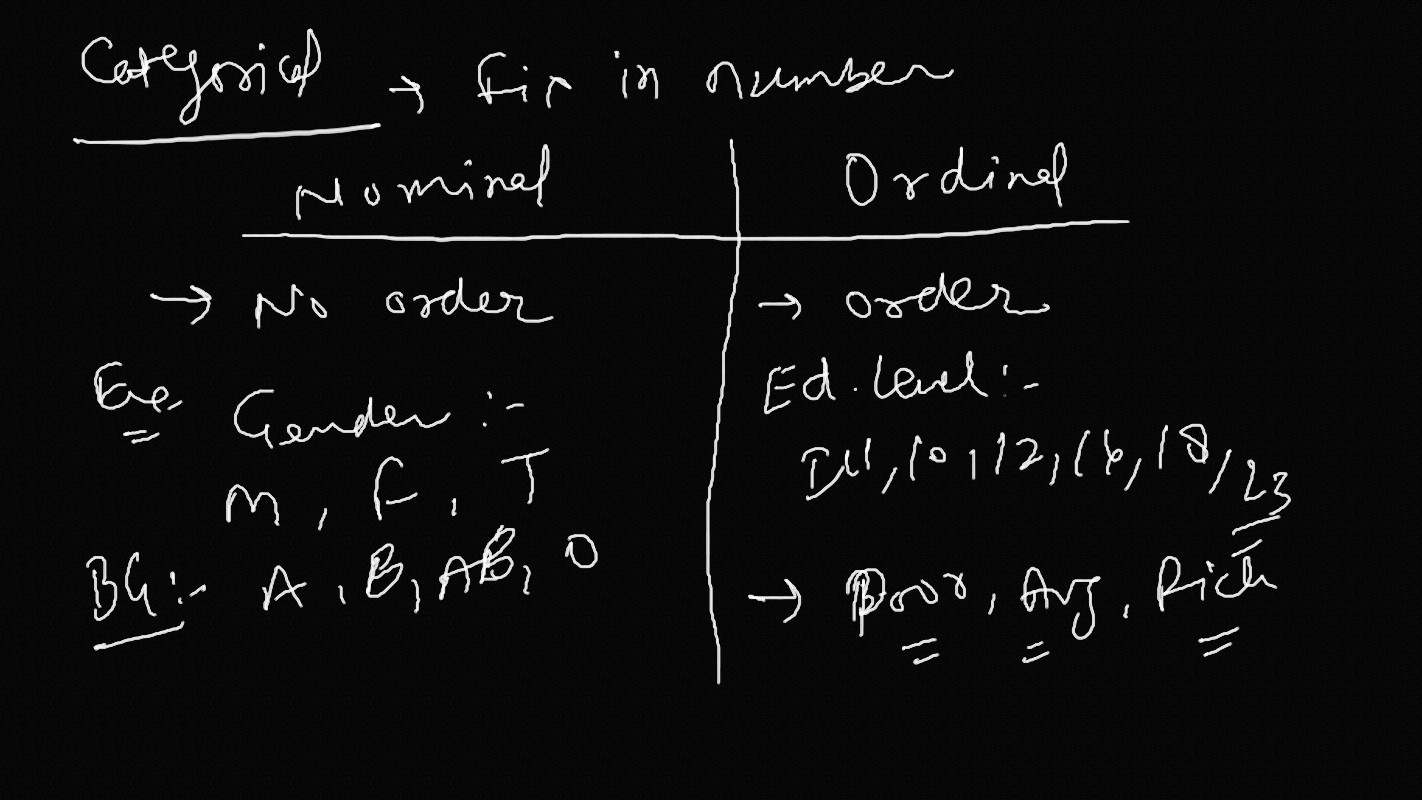 Categorical → Fix in number
Nominal
Ordinal
→ No order
Eg. Gender :-
M, F, T
BG :- A, B, AB, O
→ order
Ed. level :-
10, 12, 16, 18, 23
→ Poor, Avg, Rich